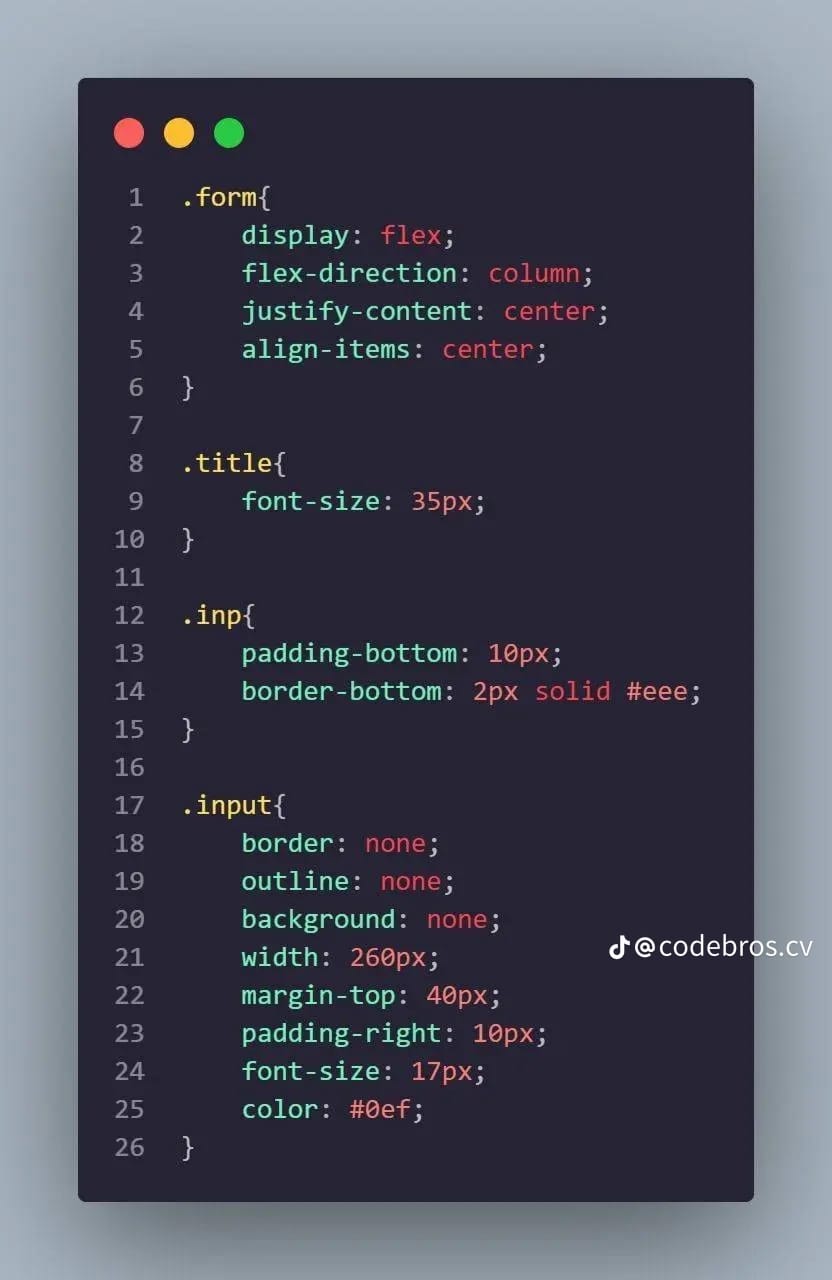 1 .form{
2     display: flex;
3     flex-direction: column;
4     justify-content: center;
5     align-items: center;
6 }
7
8 .title{
9     font-size: 35px;
10 }
11
12 .inp{
13     padding-bottom: 10px;
14     border-bottom: 2px solid #eee;
15 }
16
17 .input{
18     border: none;
19     outline: none;
20     background: none;
21     width: 260px;
@codebros.cv
22     margin-top: 40px;
23     padding-right: 10px;
24     font-size: 17px;
25     color: #0ef;
26 }